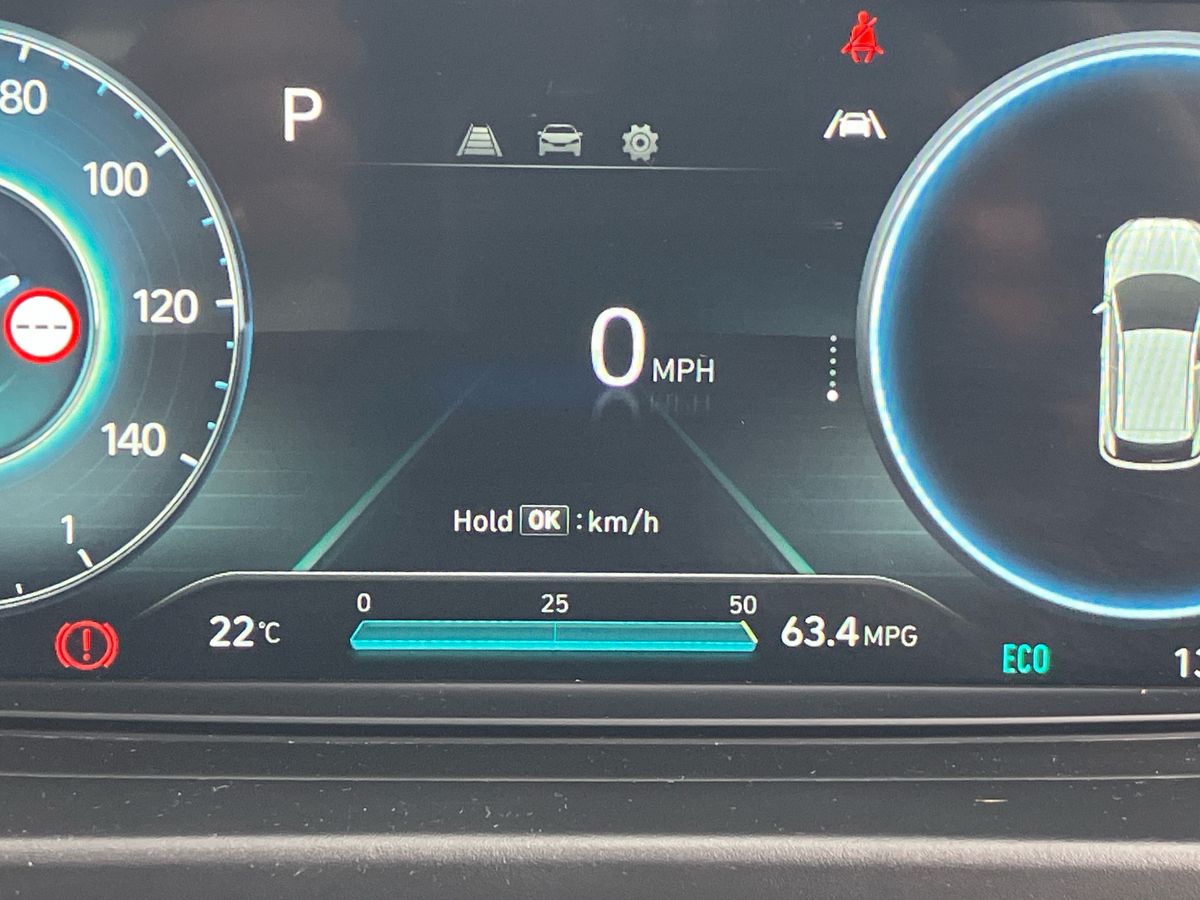 80
P
100
120
---
0 MPH
140
Hold OK : km/h
1
0 25 50
22°C
63.4 MPG
ECO